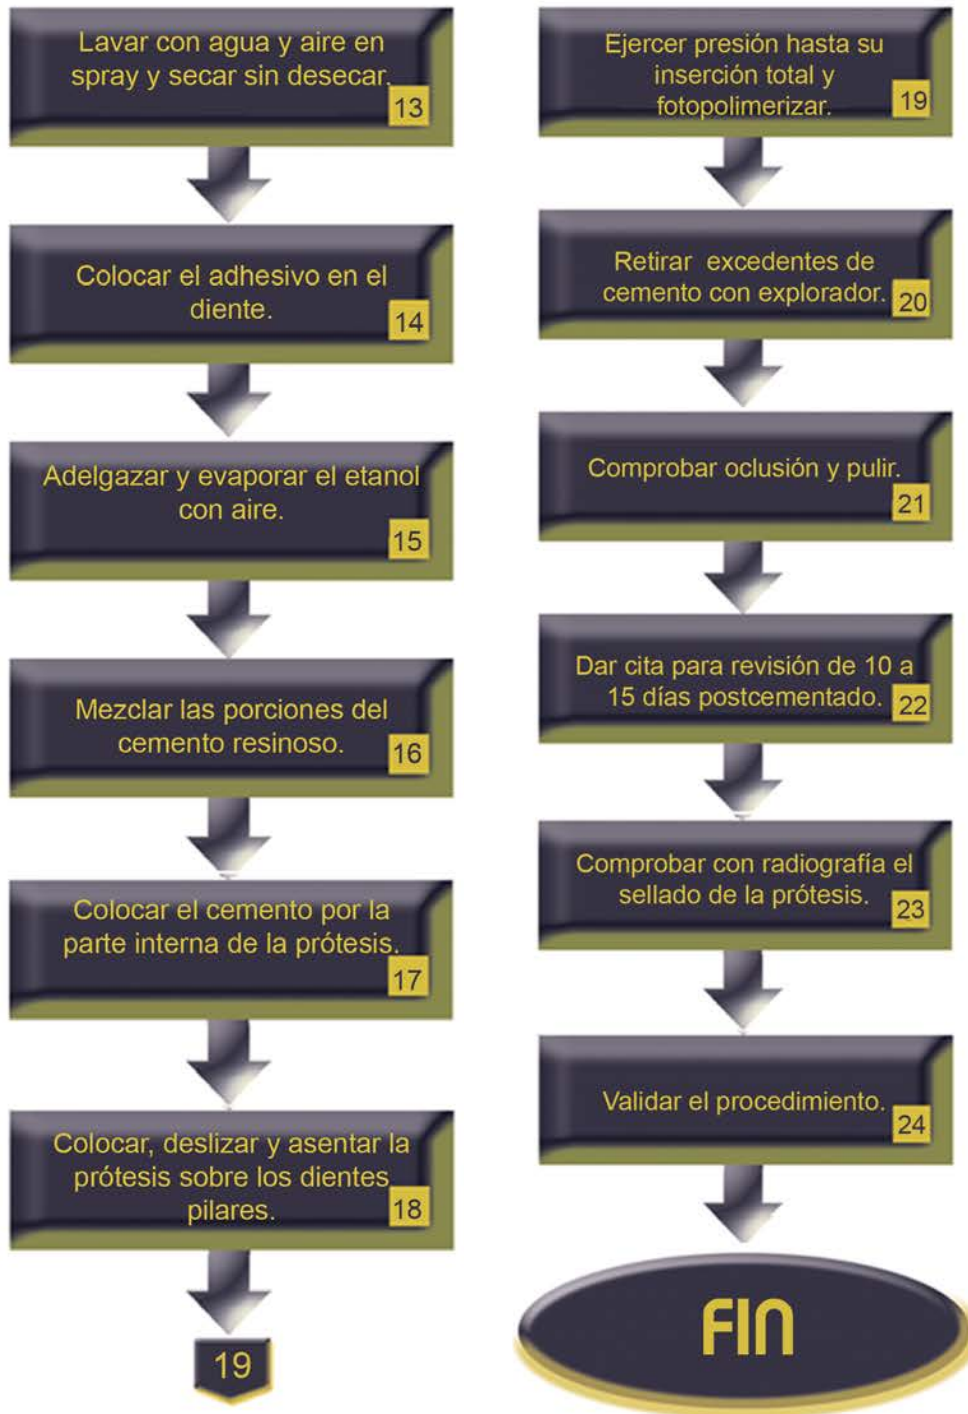 Lavar con agua y aire en
spray y secar sin desecar.
13
Colocar el adhesivo en el
diente.
14
Adelgazar y evaporar el etanol
con aire.
15
Mezclar las porciones del
cemento resinoso.
16
Colocar el cemento por la
parte interna de la prótesis.
17
Colocar, deslizar y asentar la
prótesis sobre los dientes
pilares.
18
19
Ejercer presión hasta su
inserción total y
fotopolimerizar.
19
Retirar excedentes de
cemento con explorador.
20
Comprobar oclusión y pulir.
21
Dar cita para revisión de 10 a
15 días postcementado.
22
Comprobar con radiografía el
sellado de la prótesis.
23
Validar el procedimiento.
24
FIN